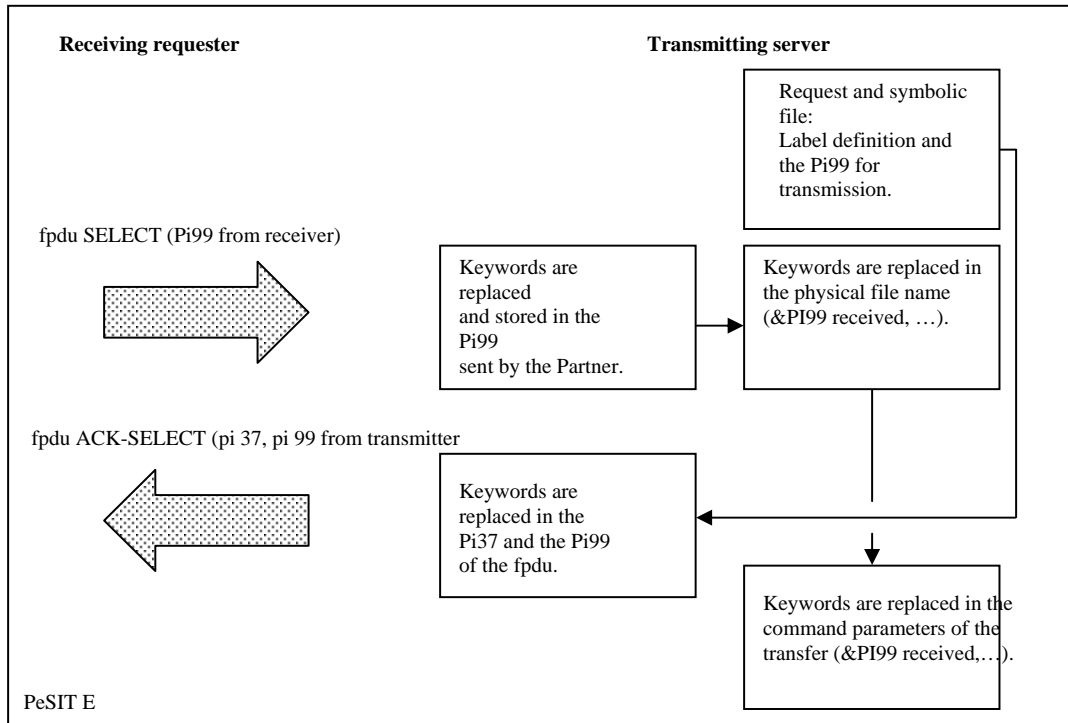 Receiving requester
Transmitting server
Request and symbolic
file:
Label definition and
the Pi99 for
transmission.
fpdu SELECT (Pi99 from receiver)
Keywords are
replaced
and stored in the
Pi99
sent by the Partner.
Keywords are replaced in
the physical file name
(&PI99 received, …).
fpdu ACK-SELECT (pi 37, pi 99 from transmitter
Keywords are
replaced in the
Pi37 and the Pi99
of the fpdu.
Keywords are replaced in the
command parameters of the
transfer (&PI99 received,…).
PeSIT E